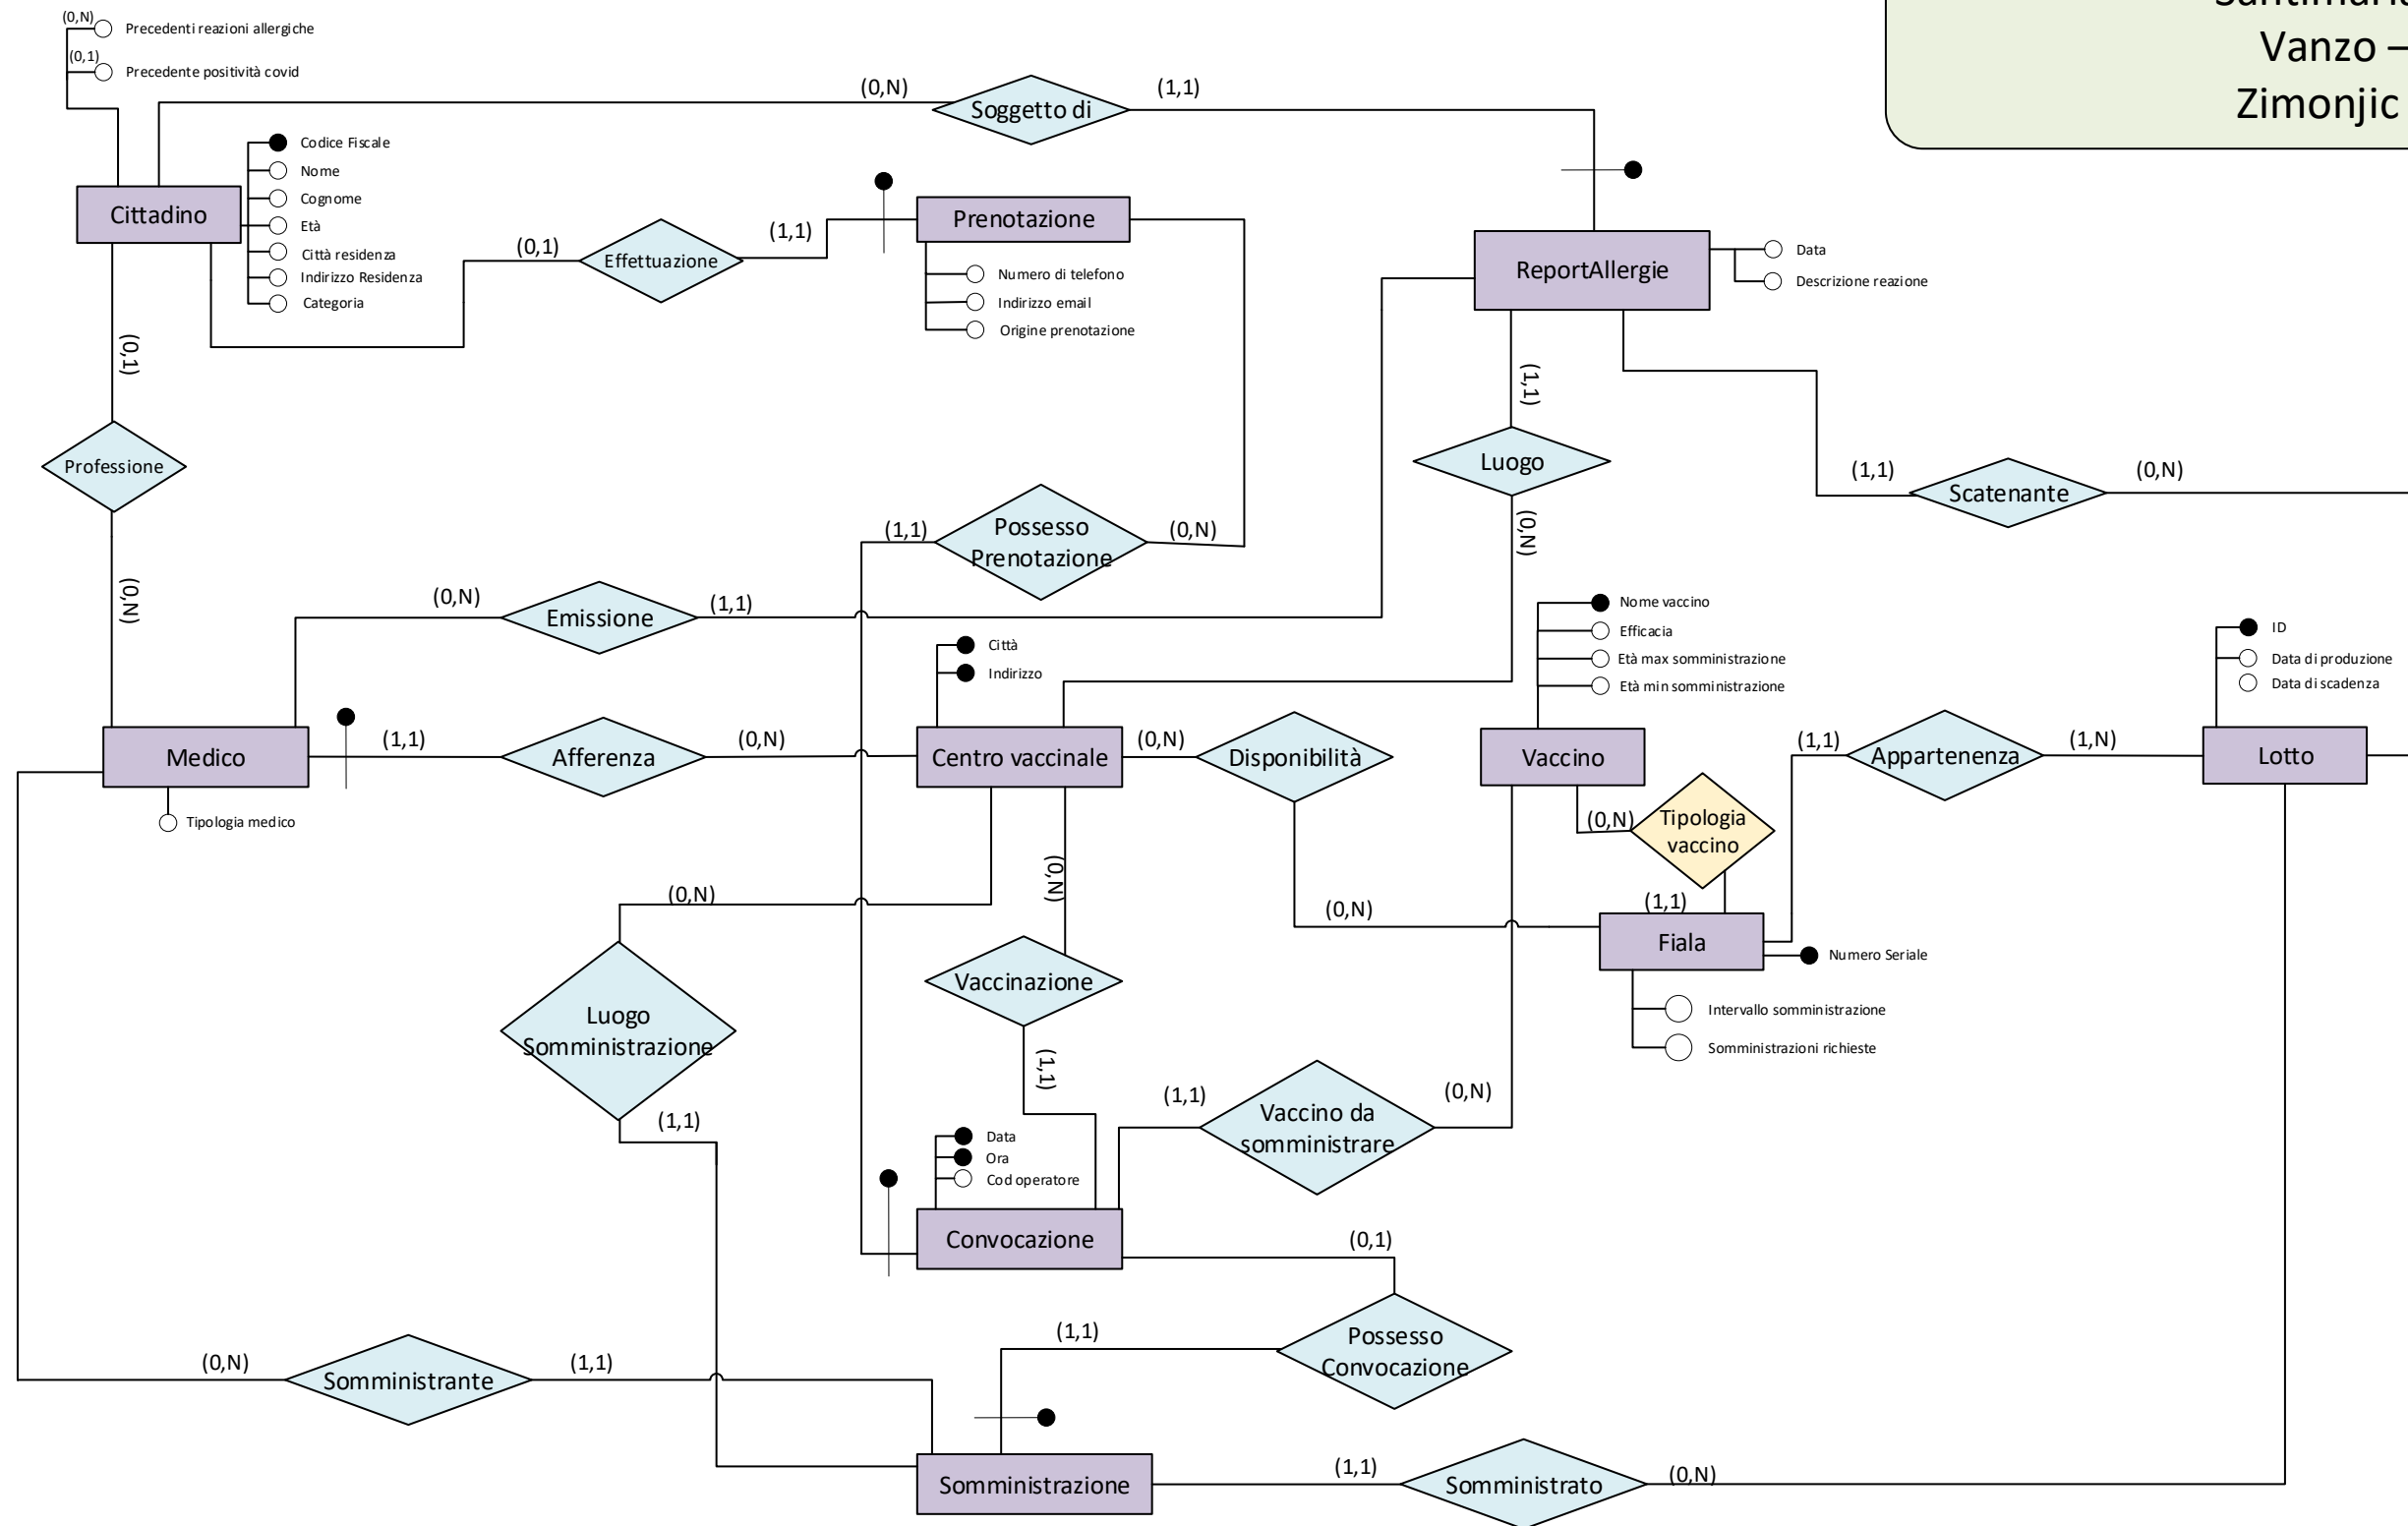 (0,N)
Precedenti reazioni allergiche
(0,1)
Precedente positività covid
Vanzo –
Zimonjic
(0,N)
Soggetto di
(1,1)
Codice Fiscale
Nome
Cognome
Età
Città residenza
Indirizzo Residenza
Categoria
Cittadino
(0,1)
Effettuazione
(1,1)
Prenotazione
Numero di telefono
Indirizzo email
Origine prenotazione
ReportAllergie
Data
Descrizione reazione
(0,1)
Professione
(0,N)
(1,1)
Luogo
(0,N)
(1,1)
Scatenante
(0,N)
(1,1)
Possesso
Prenotazione
(0,N)
(0,N)
Emissione
(1,1)
Città
Indirizzo
Nome vaccino
Efficacia
Età max somministrazione
Età min somministrazione
ID
Data di produzione
Data di scadenza
Medico
Tipologia medico
(1,1)
Afferenza
(0,N)
Centro vaccinale
(0,N)
Disponibilità
(0,N)
Vaccino
(0,N)
Tipologia
vaccino
(1,1)
(1,1)
Appartenenza
(1,N)
Lotto
Fiala
Numero Seriale
Intervallo somministrazione
Somministrazioni richieste
(0,N)
Luogo
Somministrazione
(1,1)
(0,N)
Vaccinazione
(1,1)
(1,1)
Vaccino da
somministrare
(0,N)
Data
Ora
Cod operatore
Convocazione
(0,1)
Possesso
Convocazione
(1,1)
(0,N)
Somministrante
(1,1)
Somministrazione
(1,1)
Somministrato
(0,N)